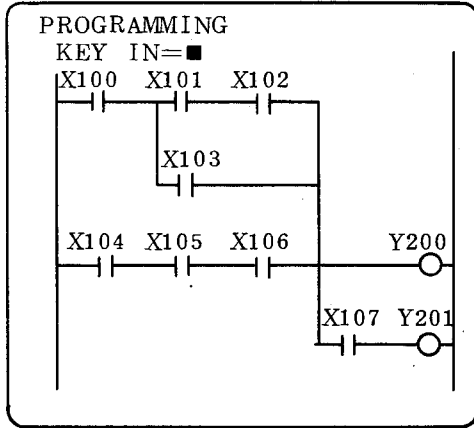 PROGRAMMING
KEY IN=■
X100 X101 X102
X103
X104 X105 X106 Y200
X107 Y201